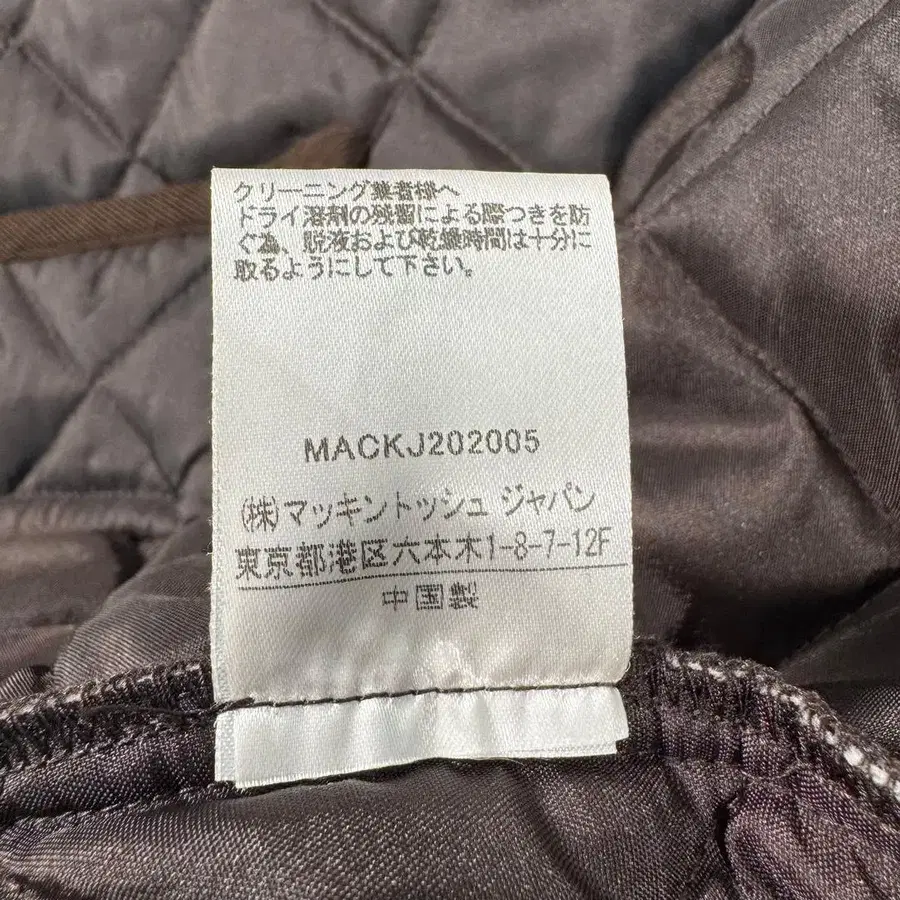 クリーニング業者様へ
ドライ溶剤の残留による際つきを防
ぐ為、脱液および乾燥時間は十分に
取るようにして下さい。
MACKJ202005
(株)マッキントッシュ ジャパン
東京都港区六本木1-8-7-12F
中国製